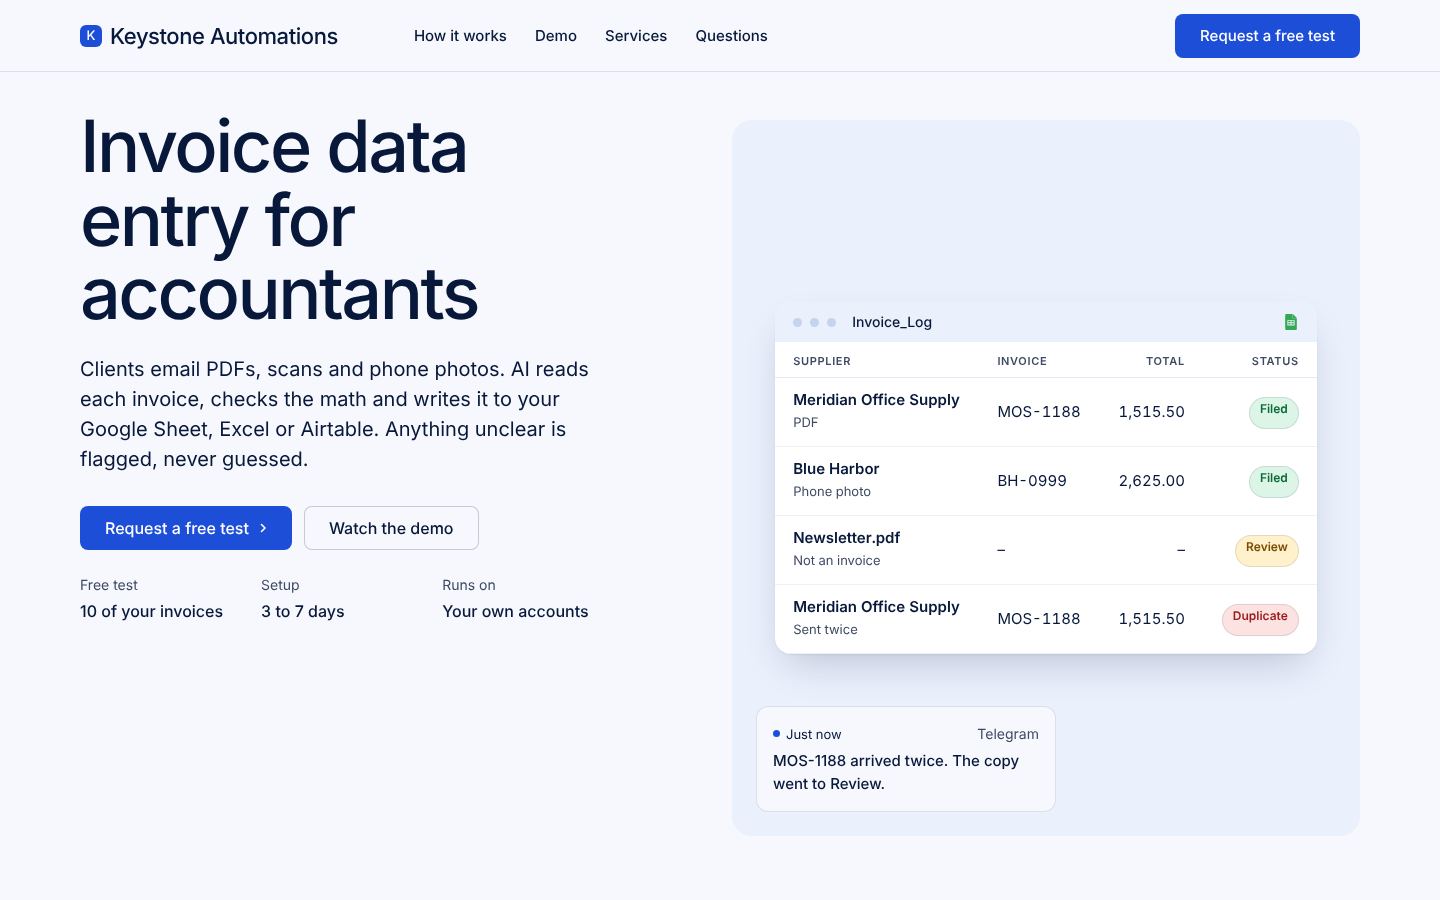 K Keystone Automations
How it works Demo Services Questions
Request a free test
Invoice data
entry for
accountants
Clients email PDFs, scans and phone photos. AI reads
each invoice, checks the math and writes it to your
Google Sheet, Excel or Airtable. Anything unclear is
flagged, never guessed.
Request a free test Watch the demo
Free test Setup Runs on
10 of your invoices 3 to 7 days Your own accounts
Invoice_Log
SUPPLIER INVOICE TOTAL STATUS
Meridian Office Supply
PDF
MOS-1188 1,515.50 Filed
Blue Harbor
Phone photo
BH-0999 2,625.00 Filed
Newsletter.pdf
Not an invoice
– – Review
Meridian Office Supply
Sent twice
MOS-1188 1,515.50 Duplicate
Just now Telegram
MOS-1188 arrived twice. The copy
went to Review.